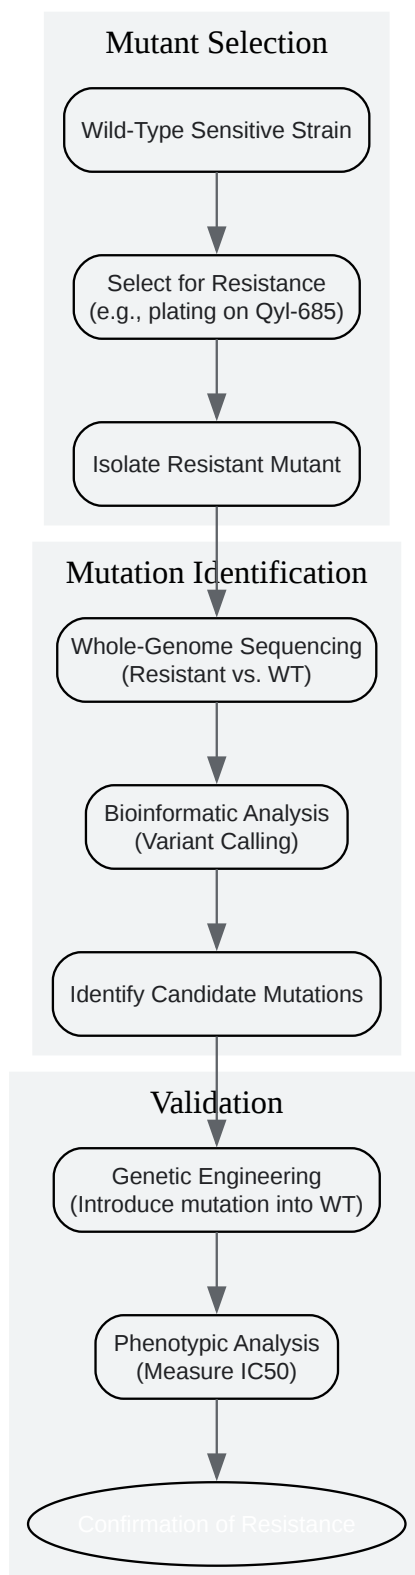 Mutant Selection
Wild-Type Sensitive Strain
Select for Resistance
(e.g., plating on Qyl-685)
Isolate Resistant Mutant
Mutation Identification
Whole-Genome Sequencing
(Resistant vs. WT)
Bioinformatic Analysis
(Variant Calling)
Identify Candidate Mutations
Validation
Genetic Engineering
(Introduce mutation into WT)
Phenotypic Analysis
(Measure IC50)
Confirmation of Resistance